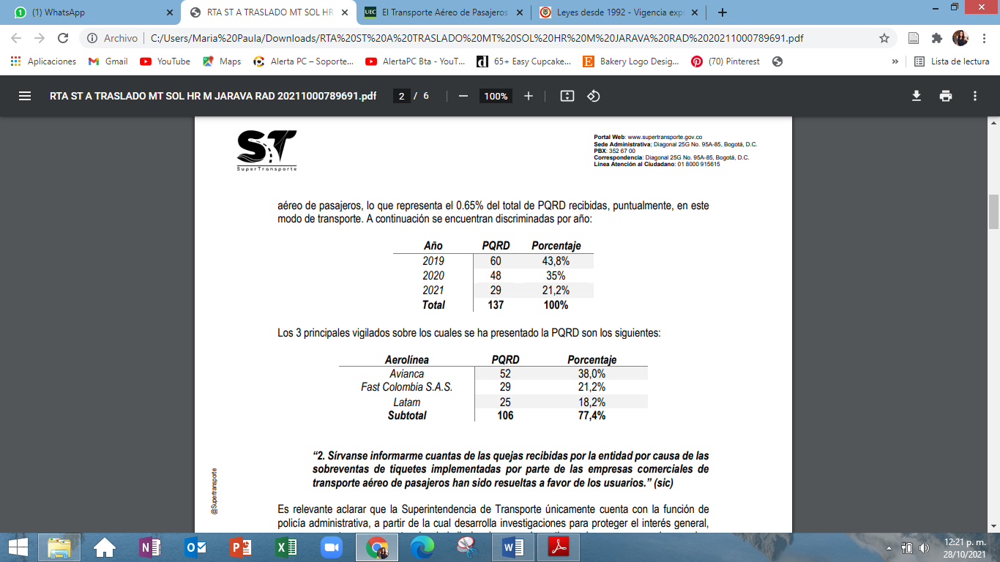 (1) WhatsApp
RTA ST A TRASLADO MT SOL HR
El Transporte Aéreo de Pasajeros
Leyes desde 1992 - Vigencia exp
Archivo
C:/Users/Maria%20Paula/Downloads/RTA%20ST%20A%20TRASLADO%20MT%20SOL%20HR%20M%20JARAVA%20RAD%2020211000789691.pdf
Aplicaciones
Gmail
YouTube
Maps
Alerta PC – Soporte...
AlertaPC Bta - YouT...
65+ Easy Cupcake...
Bakery Logo Desig...
(70) Pinterest
»
Lista de lectura
RTA ST A TRASLADO MT SOL HR M JARAVA RAD 20211000789691.pdf
2 / 6
100%
ST
SuperTransporte
Portal Web: www.supertransporte.gov.co
Sede Administrativa; Diagonal 25G No. 95A-85, Bogotá, D.C.
PBX: 352 67 00
Correspondencia: Diagonal 25G No. 95A-85, Bogotá, D.C.
Línea Atención al Ciudadano: 01 8000 915615
aéreo de pasajeros, lo que representa el 0.65% del total de PQRD recibidas, puntualmente, en este
modo de transporte. A continuación se encuentran discriminadas por año:
Año PQRD Porcentaje
2019 60 43,8%
2020 48 35%
2021 29 21,2%
Total 137 100%
Los 3 principales vigilados sobre los cuales se ha presentado la PQRD son los siguientes:
Aerolínea PQRD Porcentaje
Avianca 52 38,0%
Fast Colombia S.A.S. 29 21,2%
Latam 25 18,2%
Subtotal 106 77,4%
“2. Sírvanse informarme cuantas de las quejas recibidas por la entidad por causa de las
sobreventas de tiquetes implementadas por parte de las empresas comerciales de
transporte aéreo de pasajeros han sido resueltas a favor de los usuarios.” (sic)
@Supertransporte
Es relevante aclarar que la Superintendencia de Transporte únicamente cuenta con la función de
policía administrativa, a partir de la cual desarrolla investigaciones para proteger el interés general,
12:21 p. m.
28/10/2021